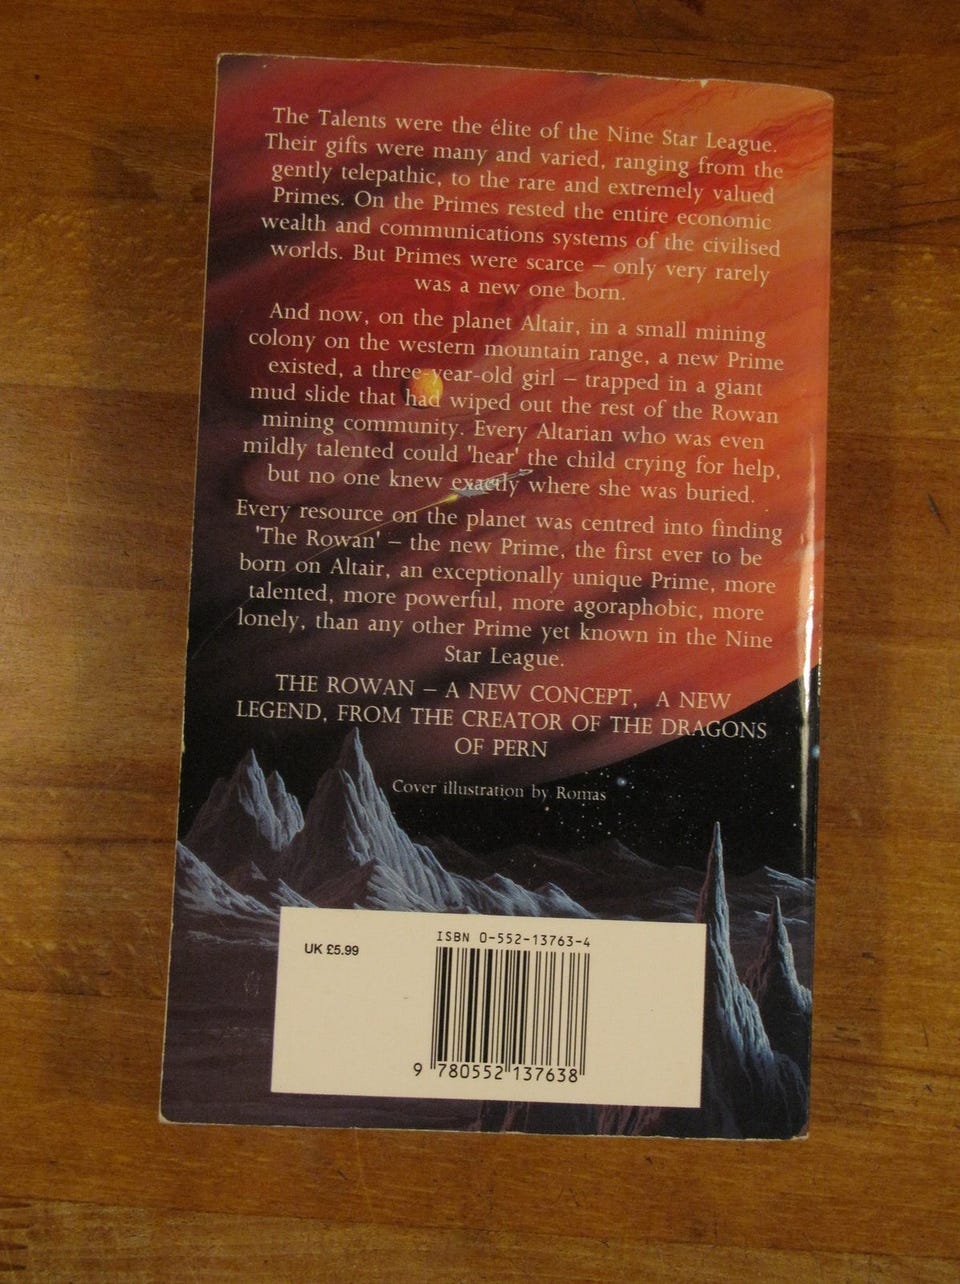 The Talents were the élite of the Nine Star League.
Their gifts were many and varied, ranging from the
gently telepathic, to the rare and extremely valued
Primes. On the Primes rested the entire economic
wealth and communications systems of the civilised
worlds. But Primes were scarce – only very rarely
was a new one born.
And now, on the planet Altair, in a small mining
colony on the western mountain range, a new Prime
existed, a three-year-old girl – trapped in a giant
mud slide that had wiped out the rest of the Rowan
mining community. Every Altarian who was even
mildly talented could 'hear' the child crying for help,
but no one knew exactly where she was buried.
Every resource on the planet was centred into finding
'The Rowan' – the new Prime, the first ever to be
born on Altair, an exceptionally unique Prime, more
talented, more powerful, more agoraphobic, more
lonely, than any other Prime yet known in the Nine
Star League.
THE ROWAN – A NEW CONCEPT, A NEW
LEGEND, FROM THE CREATOR OF THE DRAGONS
OF PERN
Cover illustration by Romas
UK £5.99
ISBN 0-552-13763-4
9 780552 137638